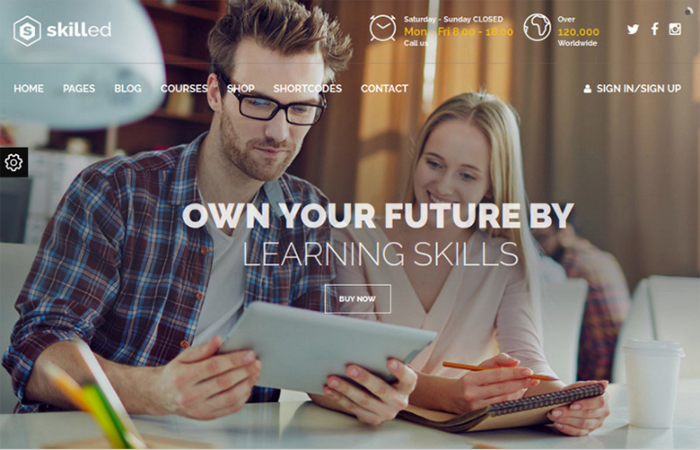 skilled
Saturday - Sunday CLOSED
Mon - Fri 8.00 - 18.00
Call us
Over
120,000
Worldwide
HOME PAGES BLOG COURSES SHOP SHORTCODES CONTACT SIGN IN/SIGN UP
OWN YOUR FUTURE BY
LEARNING SKILLS
BUY NOW